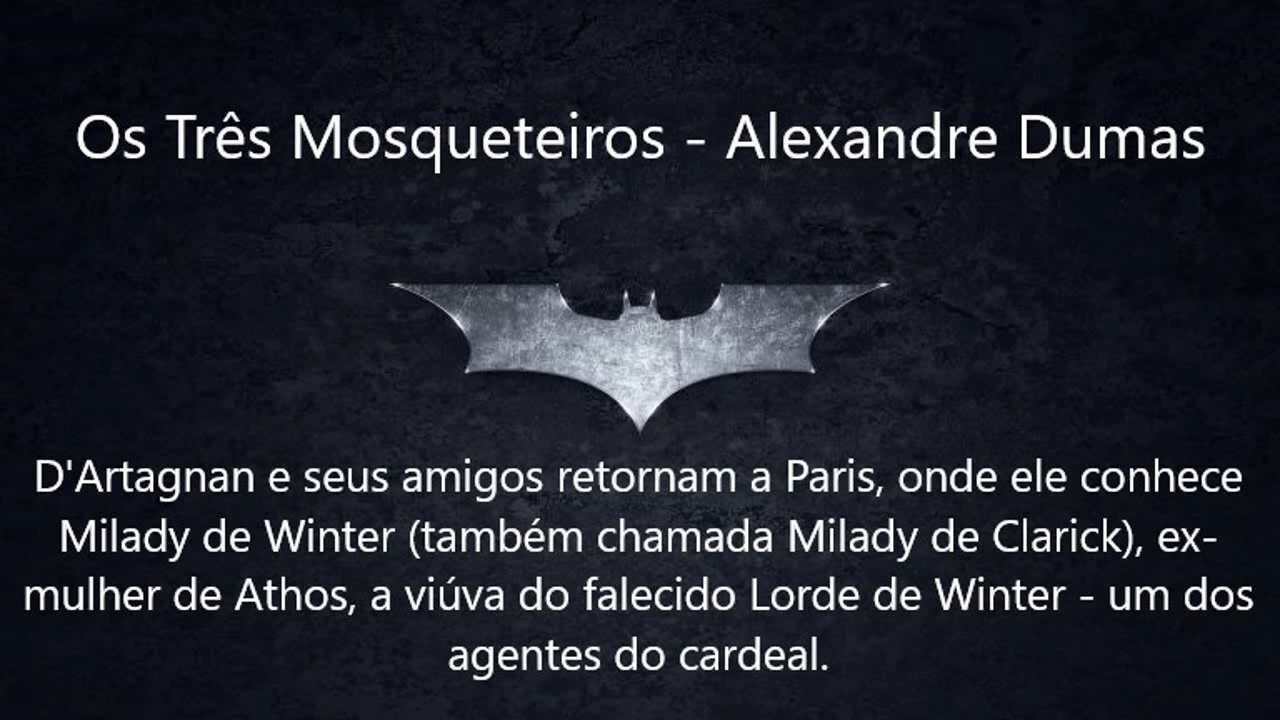 Os Três Mosqueteiros - Alexandre Dumas
D'Artagnan e seus amigos retornam a Paris, onde ele conhece
Milady de Winter (também chamada Milady de Clarick), ex-
mulher de Athos, a viúva do falecido Lorde de Winter - um dos
agentes do cardeal.